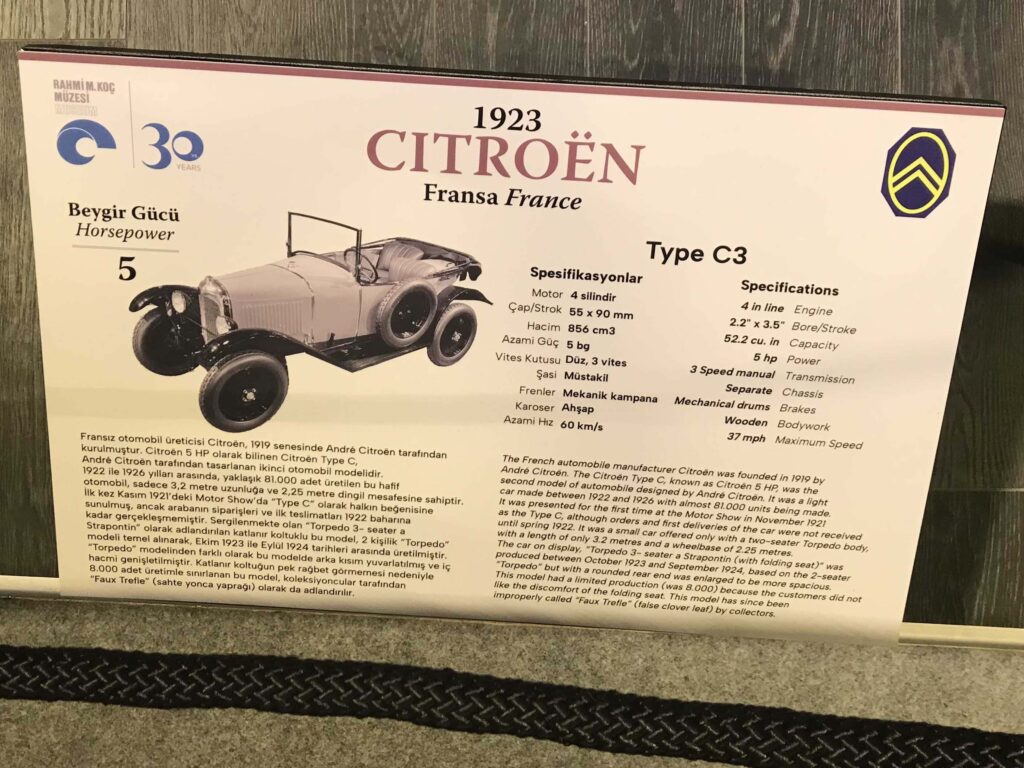 RAHMİ M. KOÇ
MÜZESİ
MUSEUM
30
YEARS
1923
CITROËN
Fransa France
Beygir Gücü
Horsepower
5
Type C3
Spesifikasyonlar
Motor 4 silindir
Çap/Strok 55 x 90 mm
Hacim 856 cm3
Azami Güç 5 bg
Vites Kutusu Düz, 3 vites
Şasi Müstakil
Frenler Mekanik kampana
Karoser Ahşap
Azami Hız 60 km/s
Specifications
4 in line Engine
2.2" x 3.5" Bore/Stroke
52.2 cu. in Capacity
5 hp Power
3 Speed manual Transmission
Separate Chassis
Mechanical drums Brakes
Wooden Bodywork
37 mph Maximum Speed
Fransız otomobil üreticisi Citroën, 1919 senesinde André Citroën tarafından
kurulmuştur. Citroën 5 HP olarak bilinen Citroën Type C,
André Citroën tarafından tasarlanan ikinci otomobil modelidir.
1922 ile 1926 yılları arasında, yaklaşık 81.000 adet üretilen bu hafif
otomobil, sadece 3,2 metre uzunluğa ve 2,25 metre dingil mesafesine sahiptir.
İlk kez Kasım 1921'deki Motor Show'da "Type C" olarak halkın beğenisine
sunulmuş, ancak arabanın siparişleri ve ilk teslimatları 1922 baharına
kadar gerçekleşmemiştir. Sergilenmekte olan "Torpedo 3- seater a
Strapontin" olarak adlandırılan katlanır koltuklu bu model, 2 kişilik "Torpedo"
modeli temel alınarak, Ekim 1923 ile Eylül 1924 tarihleri arasında üretilmiştir.
"Torpedo" modelinden farklı olarak bu modelde arka kısım yuvarlatılmış ve iç
hacmi genişletilmiştir. Katlanır koltuğun pek rağbet görmemesi nedeniyle
8.000 adet üretimle sınırlanan bu model, koleksiyoncular tarafından
"Faux Trefle" (sahte yonca yaprağı) olarak da adlandırılır.
The French automobile manufacturer Citroën was founded in 1919 by
André Citroën. The Citroën Type C, known as Citroën 5 HP, was the
second model of automobile designed by André Citroën. It was a light
car made between 1922 and 1926 with almost 81.000 units being made.
It was presented for the first time at the Motor Show in November 1921
as the Type C, although orders and first deliveries of the car were not received
until spring 1922. It was a small car offered only with a two-seater Torpedo body,
with a length of only 3.2 metres and a wheelbase of 2.25 metres.
The car on display, "Torpedo 3- seater a Strapontin (with folding seat)" was
produced between October 1923 and September 1924, based on the 2-seater
"Torpedo" but with a rounded rear end was enlarged to be more spacious.
This model had a limited production (was 8.000) because the customers did not
like the discomfort of the folding seat. This model has since been
improperly called "Faux Trefle" (false clover leaf) by collectors.